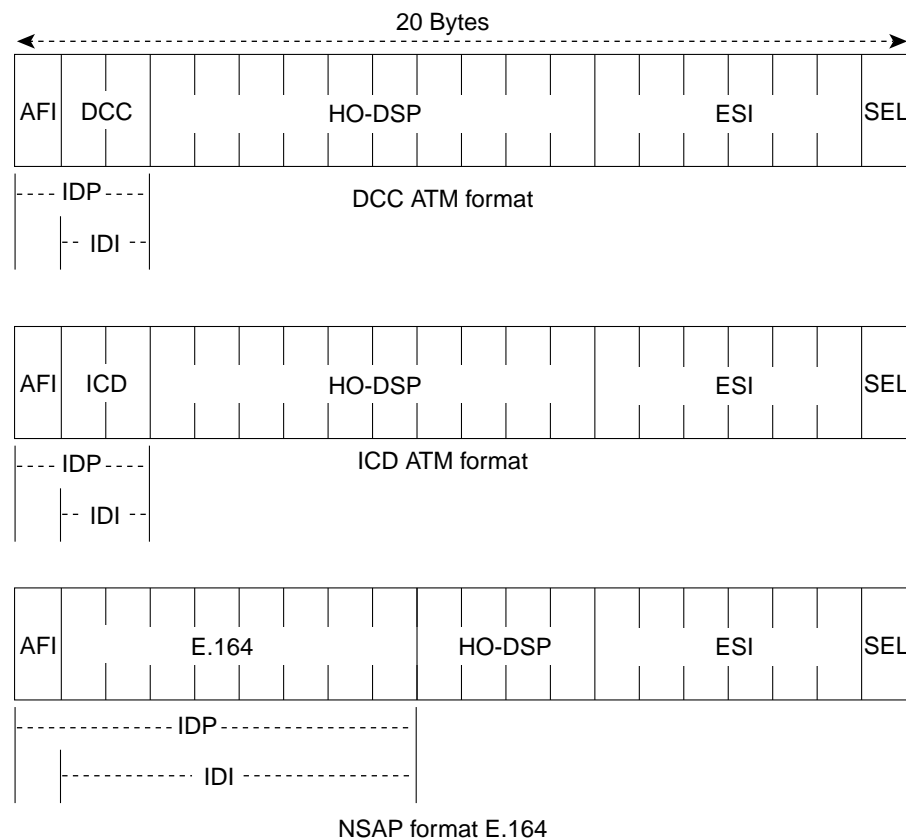 20 Bytes
AFI DCC HO-DSP ESI SEL
IDP
DCC ATM format
IDI
AFI ICD HO-DSP ESI SEL
IDP
ICD ATM format
IDI
AFI E.164 HO-DSP ESI SEL
IDP
IDI
NSAP format E.164